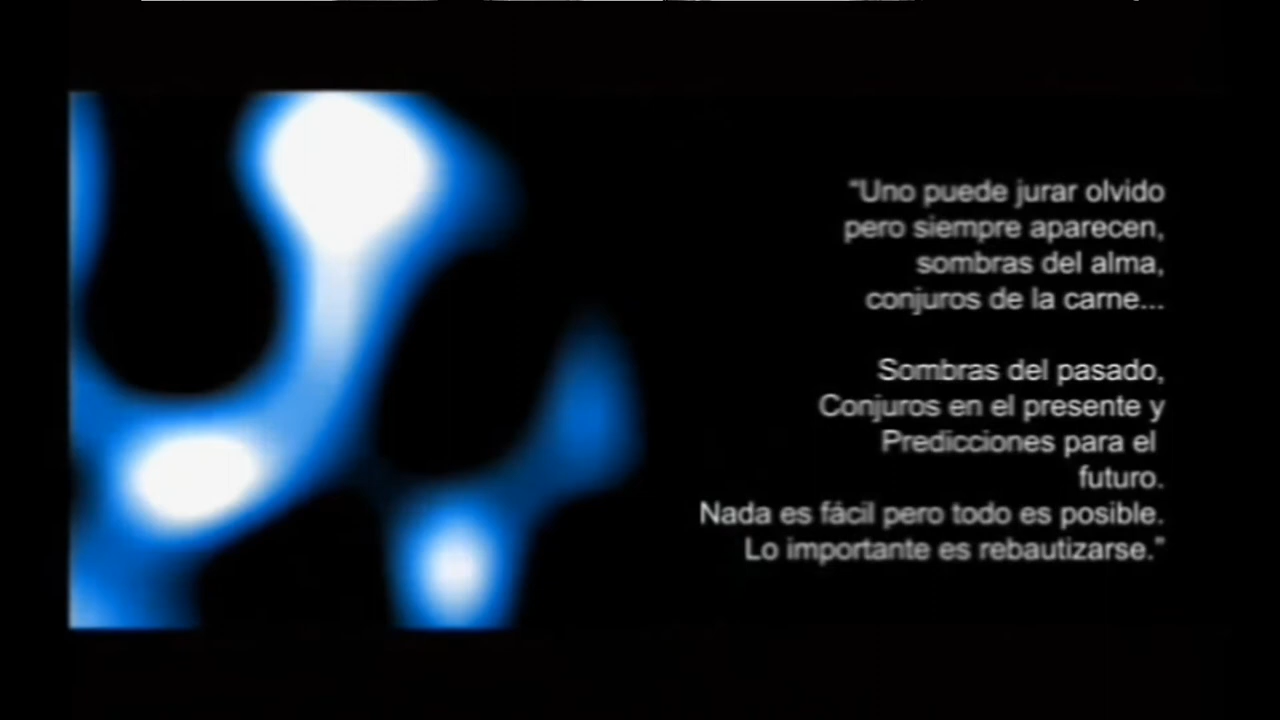 "Uno puede jurar olvido
pero siempre aparecen,
sombras del alma,
conjuros de la carne...
Sombras del pasado,
Conjuros en el presente y
Predicciones para el
futuro.
Nada es fácil pero todo es posible.
Lo importante es rebautizarse."